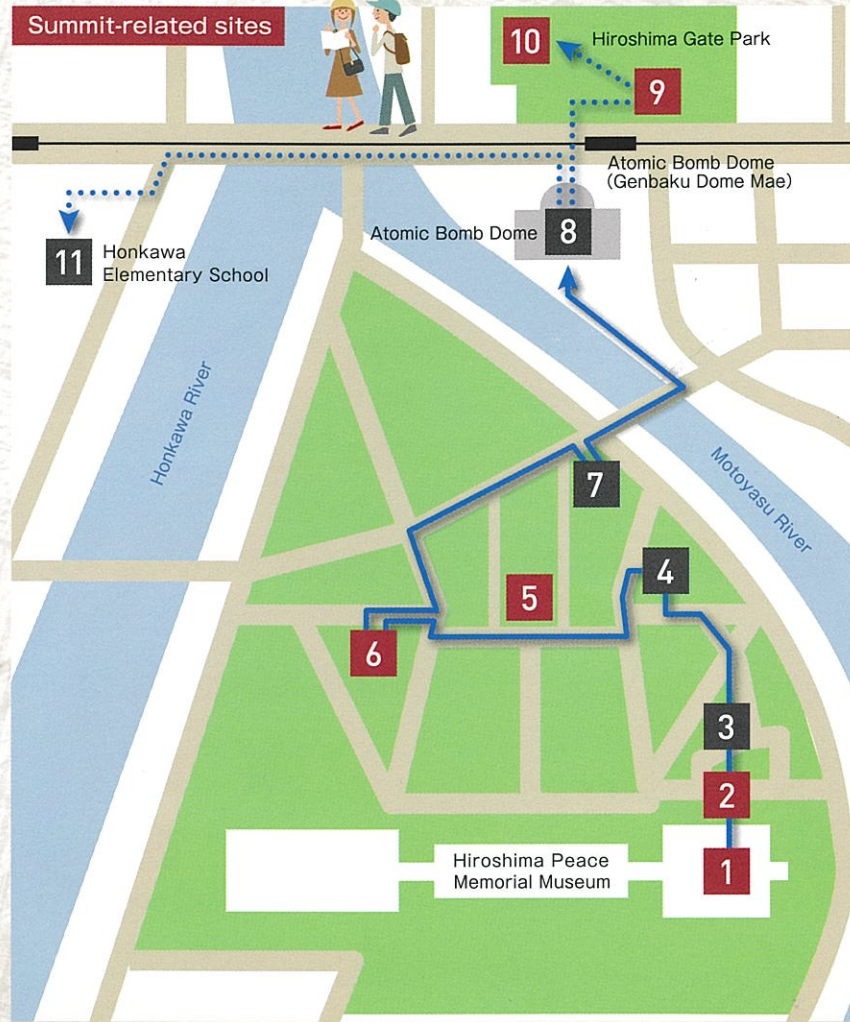 Summit-related sites
10
Hiroshima Gate Park
9
Atomic Bomb Dome
(Genbaku Dome Mae)
Atomic Bomb Dome
8
11
Honkawa
Elementary School
Honkawa River
Motoyasu River
7
4
5
6
3
2
1
Hiroshima Peace
Memorial Museum